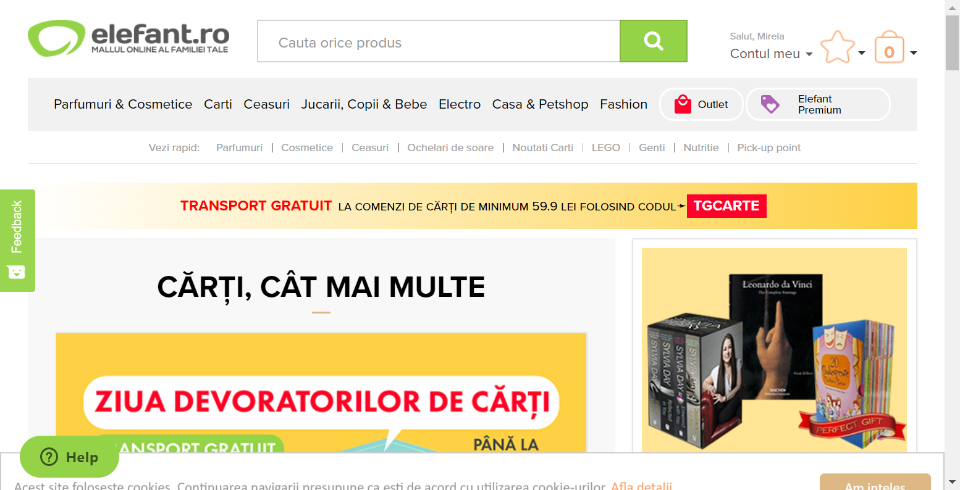 elefant.ro
MALLUL ONLINE AL FAMILIEI TALE
Cauta orice produs
Salut, Mirela
Contul meu
0
Parfumuri & Cosmetice Carti Ceasuri Jucarii, Copii & Bebe Electro Casa & Petshop Fashion Outlet Elefant Premium
Vezi rapid: Parfumuri | Cosmetice | Ceasuri | Ochelari de soare | Noutati Carti | LEGO | Genti | Nutritie | Pick-up point
TRANSPORT GRATUIT LA COMENZI DE CĂRȚI DE MINIMUM 59.9 LEI FOLOSIND CODUL TGCARTE
Feedback
CĂRȚI, CÂT MAI MULTE
ZIUA DEVORATORILOR DE CĂRȚI
TRANSPORT GRATUIT
PÂNĂ LA
Leonardo da Vinci
SYLVIA DAY
SYLVIA DAY
SYLVIA DAY
PERFECT GIFT
Help
Acest site foloseste cookies. Continuarea navigarii presupune ca esti de acord cu utilizarea cookie-urilor. Afla detalii
Am inteles